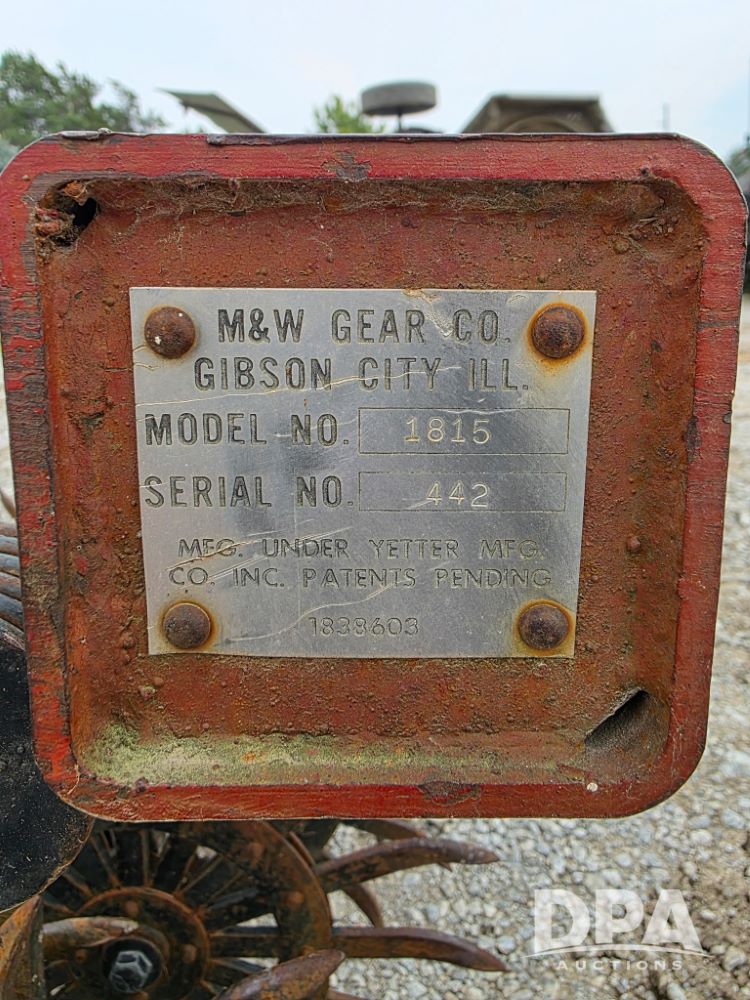 M&W GEAR CO.
GIBSON CITY ILL.
MODEL NO. 1815
SERIAL NO. 442
MFG. UNDER YETTER MFG.
CO. INC. PATENTS PENDING
1838603
DPA
AUCTIONS